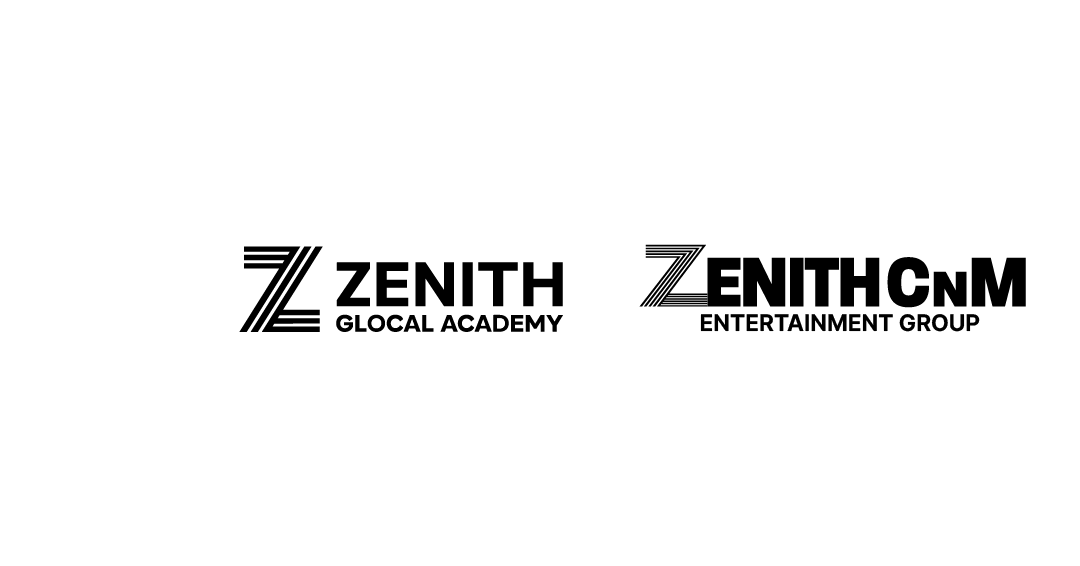 ZENITH
GLOCAL ACADEMY
ZENITH CnM
ENTERTAINMENT GROUP